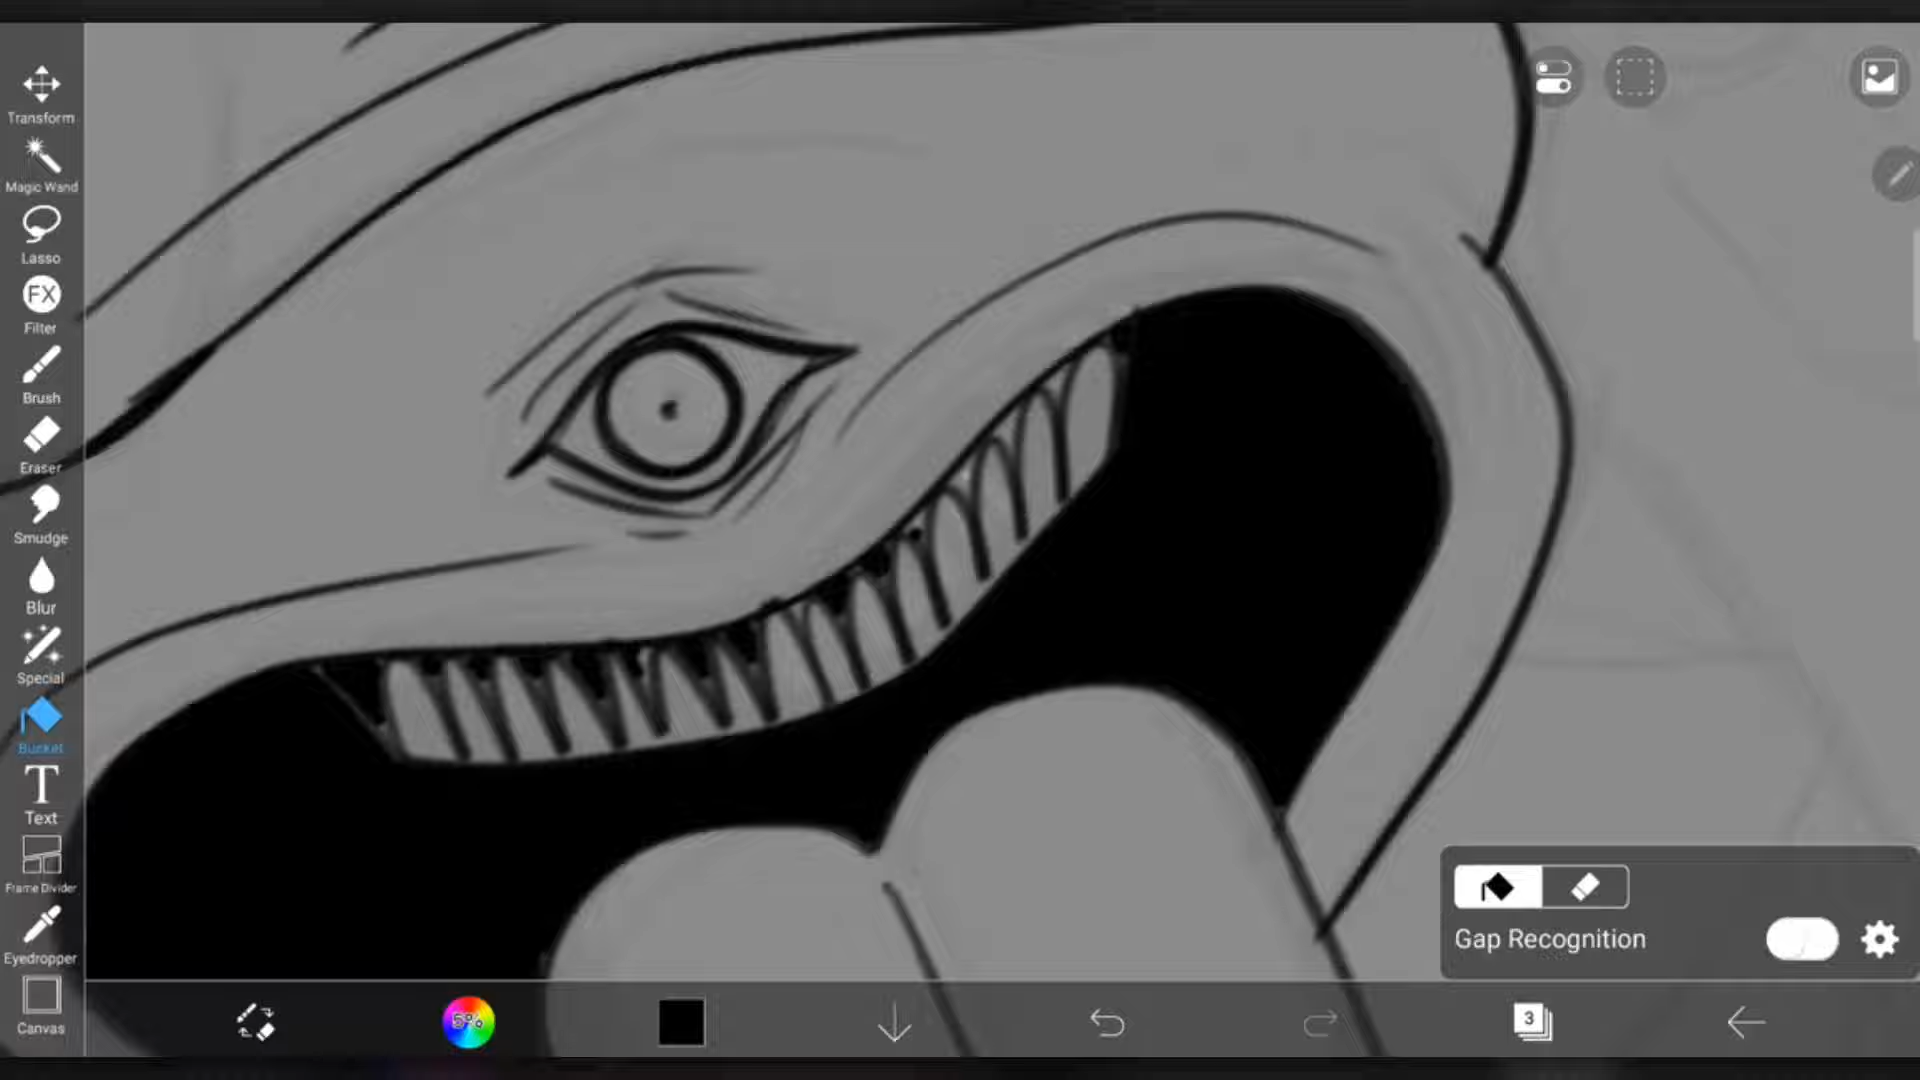 Transform
Magic Wand
Lasso
FX
Filter
Brush
Eraser
Smudge
Blur
Special
Bucket
T
Text
Frame Divider
Eyedropper
Canvas
Gap Recognition
5%
3